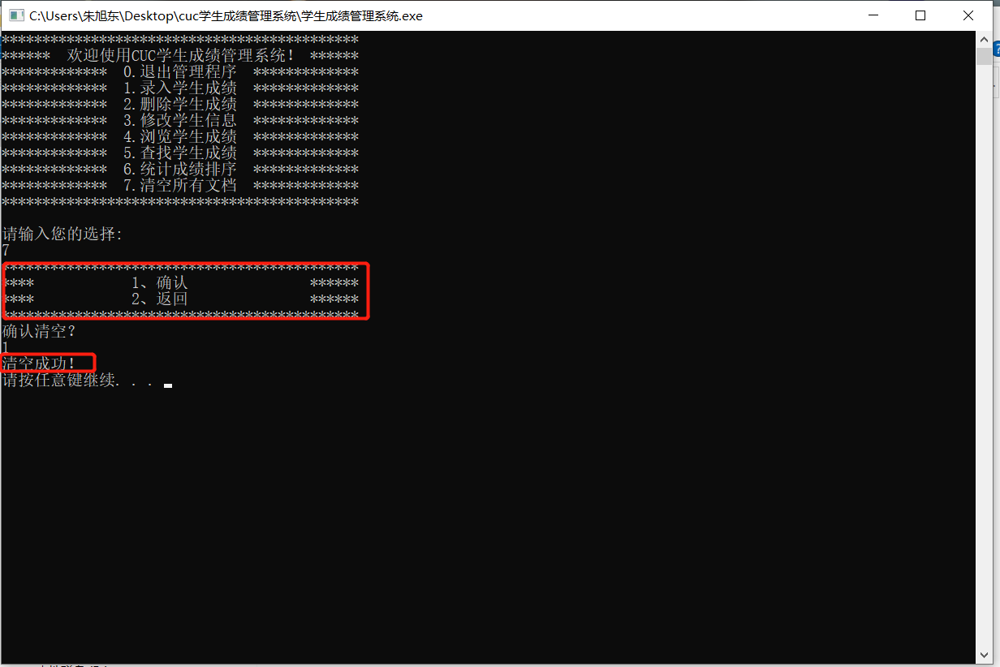 C:\Users\朱旭东\Desktop\cuc学生成绩管理系统\学生成绩管理系统.exe
********************************************
****** 欢迎使用CUC学生成绩管理系统! ******
************* 0.退出管理程序 *************
************* 1.录入学生成绩 *************
************* 2.删除学生成绩 *************
************* 3.修改学生信息 *************
************* 4.浏览学生成绩 *************
************* 5.查找学生成绩 *************
************* 6.统计成绩排序 *************
************* 7.清空所有文档 *************
********************************************
请输入您的选择:
7
********************************************
**** 1、确认 ******
**** 2、返回 ******
********************************************
确认清空?
1
清空成功!
请按任意键继续. . .